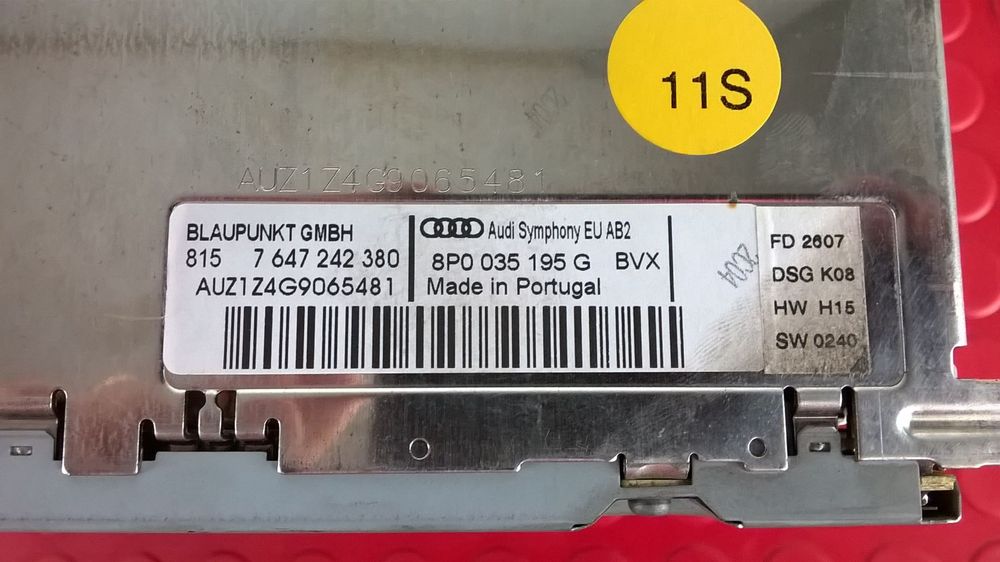 11S
AUZ1Z4G9065481
BLAUPUNKT GMBH
815 7 647 242 380
AUZ1Z4G9065481
Audi Symphony EU AB2
8P0 035 195 G BVX
Made in Portugal
FD 2607
DSG K08
HW H15
SW 0240